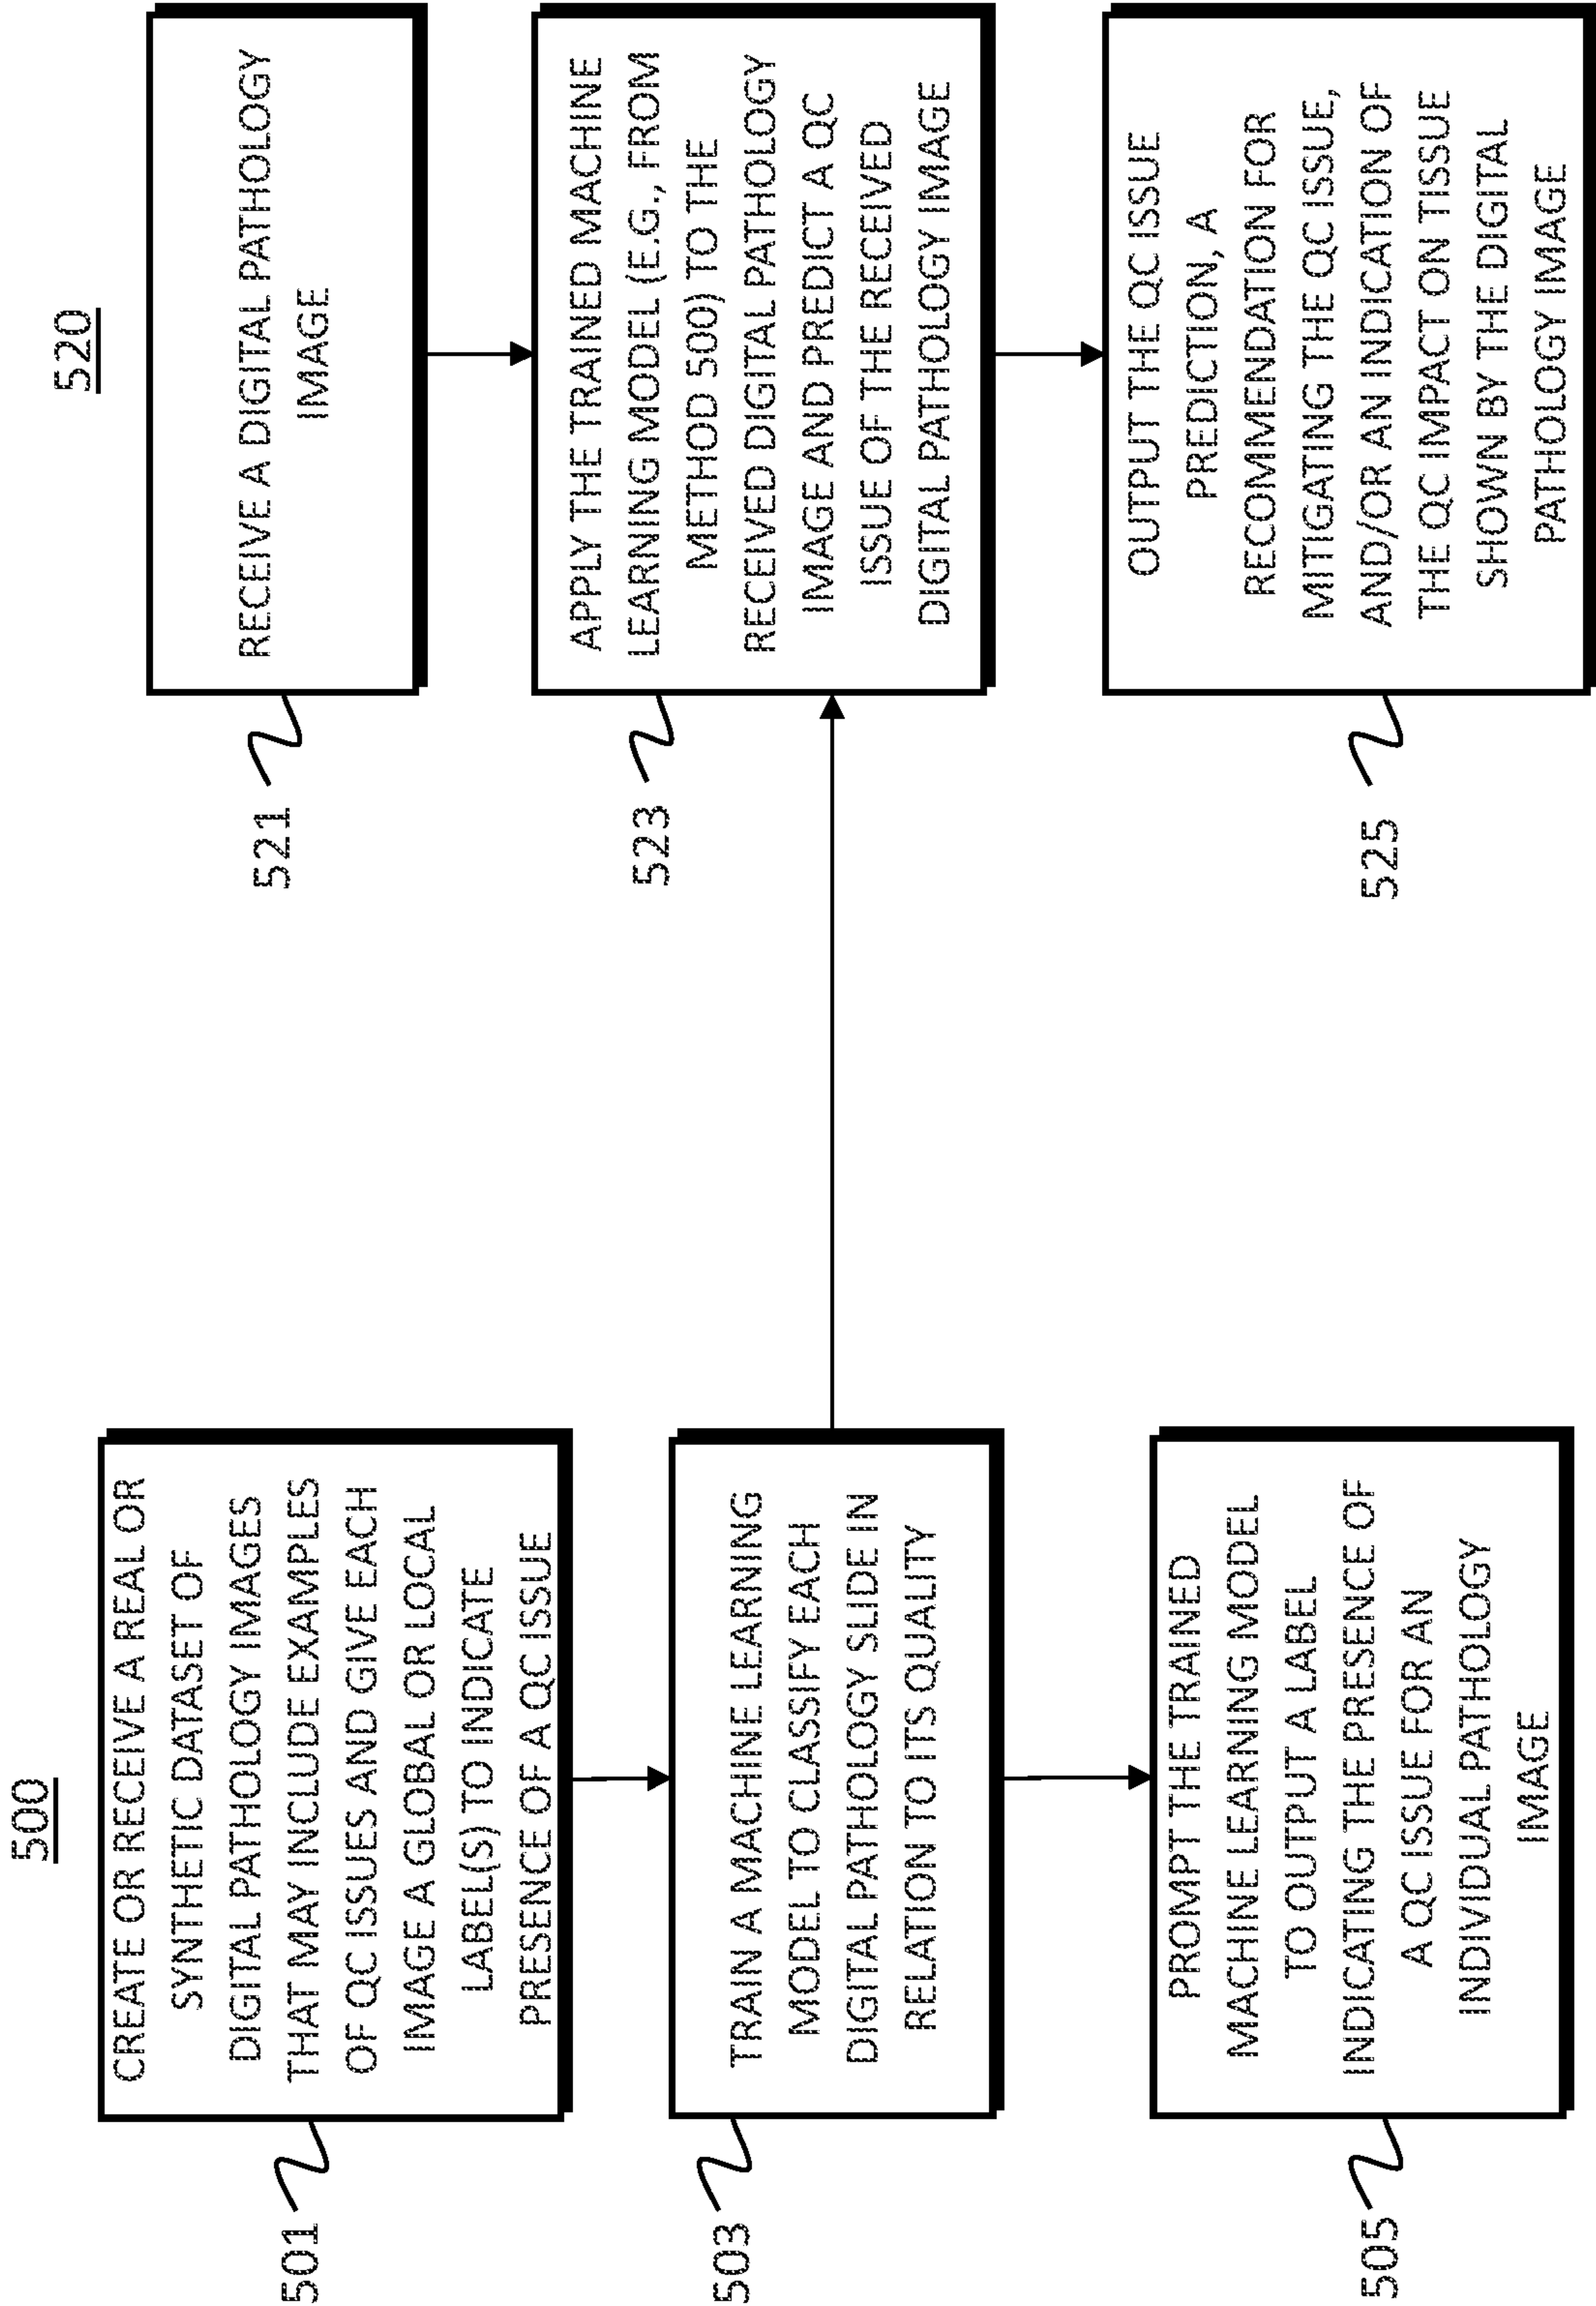 500
501
CREATE OR RECEIVE A REAL OR
SYNTHETIC DATASET OF
DIGITAL PATHOLOGY IMAGES
THAT MAY INCLUDE EXAMPLES
OF QC ISSUES AND GIVE EACH
IMAGE A GLOBAL OR LOCAL
LABEL(S) TO INDICATE
PRESENCE OF A QC ISSUE
503
TRAIN A MACHINE LEARNING
MODEL TO CLASSIFY EACH
DIGITAL PATHOLOGY SLIDE IN
RELATION TO ITS QUALITY
505
PROMPT THE TRAINED
MACHINE LEARNING MODEL
TO OUTPUT A LABEL
INDICATING THE PRESENCE OF
A QC ISSUE FOR AN
INDIVIDUAL PATHOLOGY
IMAGE
520
521
RECEIVE A DIGITAL PATHOLOGY
IMAGE
523
APPLY THE TRAINED MACHINE
LEARNING MODEL (E.G., FROM
METHOD 500) TO THE
RECEIVED DIGITAL PATHOLOGY
IMAGE AND PREDICT A QC
ISSUE OF THE RECEIVED
DIGITAL PATHOLOGY IMAGE
525
OUTPUT THE QC ISSUE
PREDICTION, A
RECOMMENDATION FOR
MITIGATING THE QC ISSUE,
AND/OR AN INDICATION OF
THE QC IMPACT ON TISSUE
SHOWN BY THE DIGITAL
PATHOLOGY IMAGE